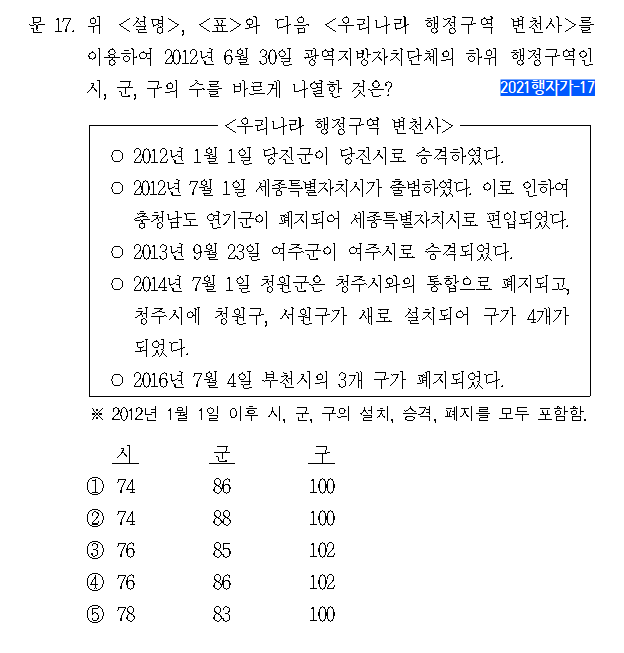 문 17. 위 <설명>, <표>와 다음 <우리나라 행정구역 변천사>를
이용하여 2012년 6월 30일 광역지방자치단체의 하위 행정구역인
시, 군, 구의 수를 바르게 나열한 것은?
2021행자가-17
<우리나라 행정구역 변천사>
○ 2012년 1월 1일 당진군이 당진시로 승격하였다.
○ 2012년 7월 1일 세종특별자치시가 출범하였다. 이로 인하여
충청남도 연기군이 폐지되어 세종특별자치시로 편입되었다.
○ 2013년 9월 23일 여주군이 여주시로 승격되었다.
○ 2014년 7월 1일 청원군은 청주시와의 통합으로 폐지되고,
청주시에 청원구, 서원구가 새로 설치되어 구가 4개가
되었다.
○ 2016년 7월 4일 부천시의 3개 구가 폐지되었다.
※ 2012년 1월 1일 이후 시, 군, 구의 설치, 승격, 폐지를 모두 포함함.
시 군 구
① 74 86 100
② 74 88 100
③ 76 85 102
④ 76 86 102
⑤ 78 83 100